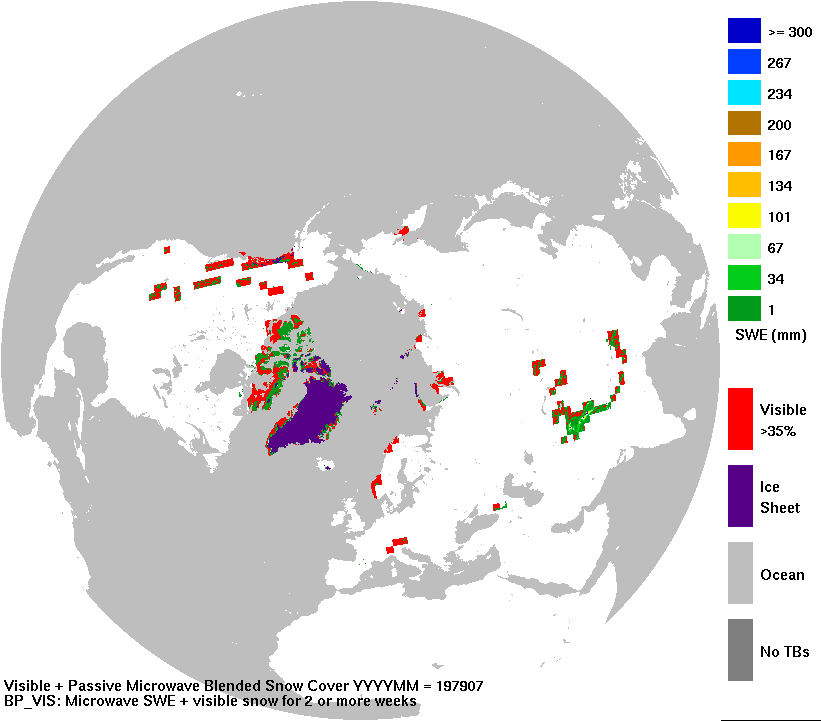 >= 300
267
234
200
167
134
101
67
34
1
SWE (mm)
Visible
>35%
Ice
Sheet
Ocean
No TBs
Visible + Passive Microwave Blended Snow Cover YYYYMM = 197907
BP_VIS: Microwave SWE + visible snow for 2 or more weeks